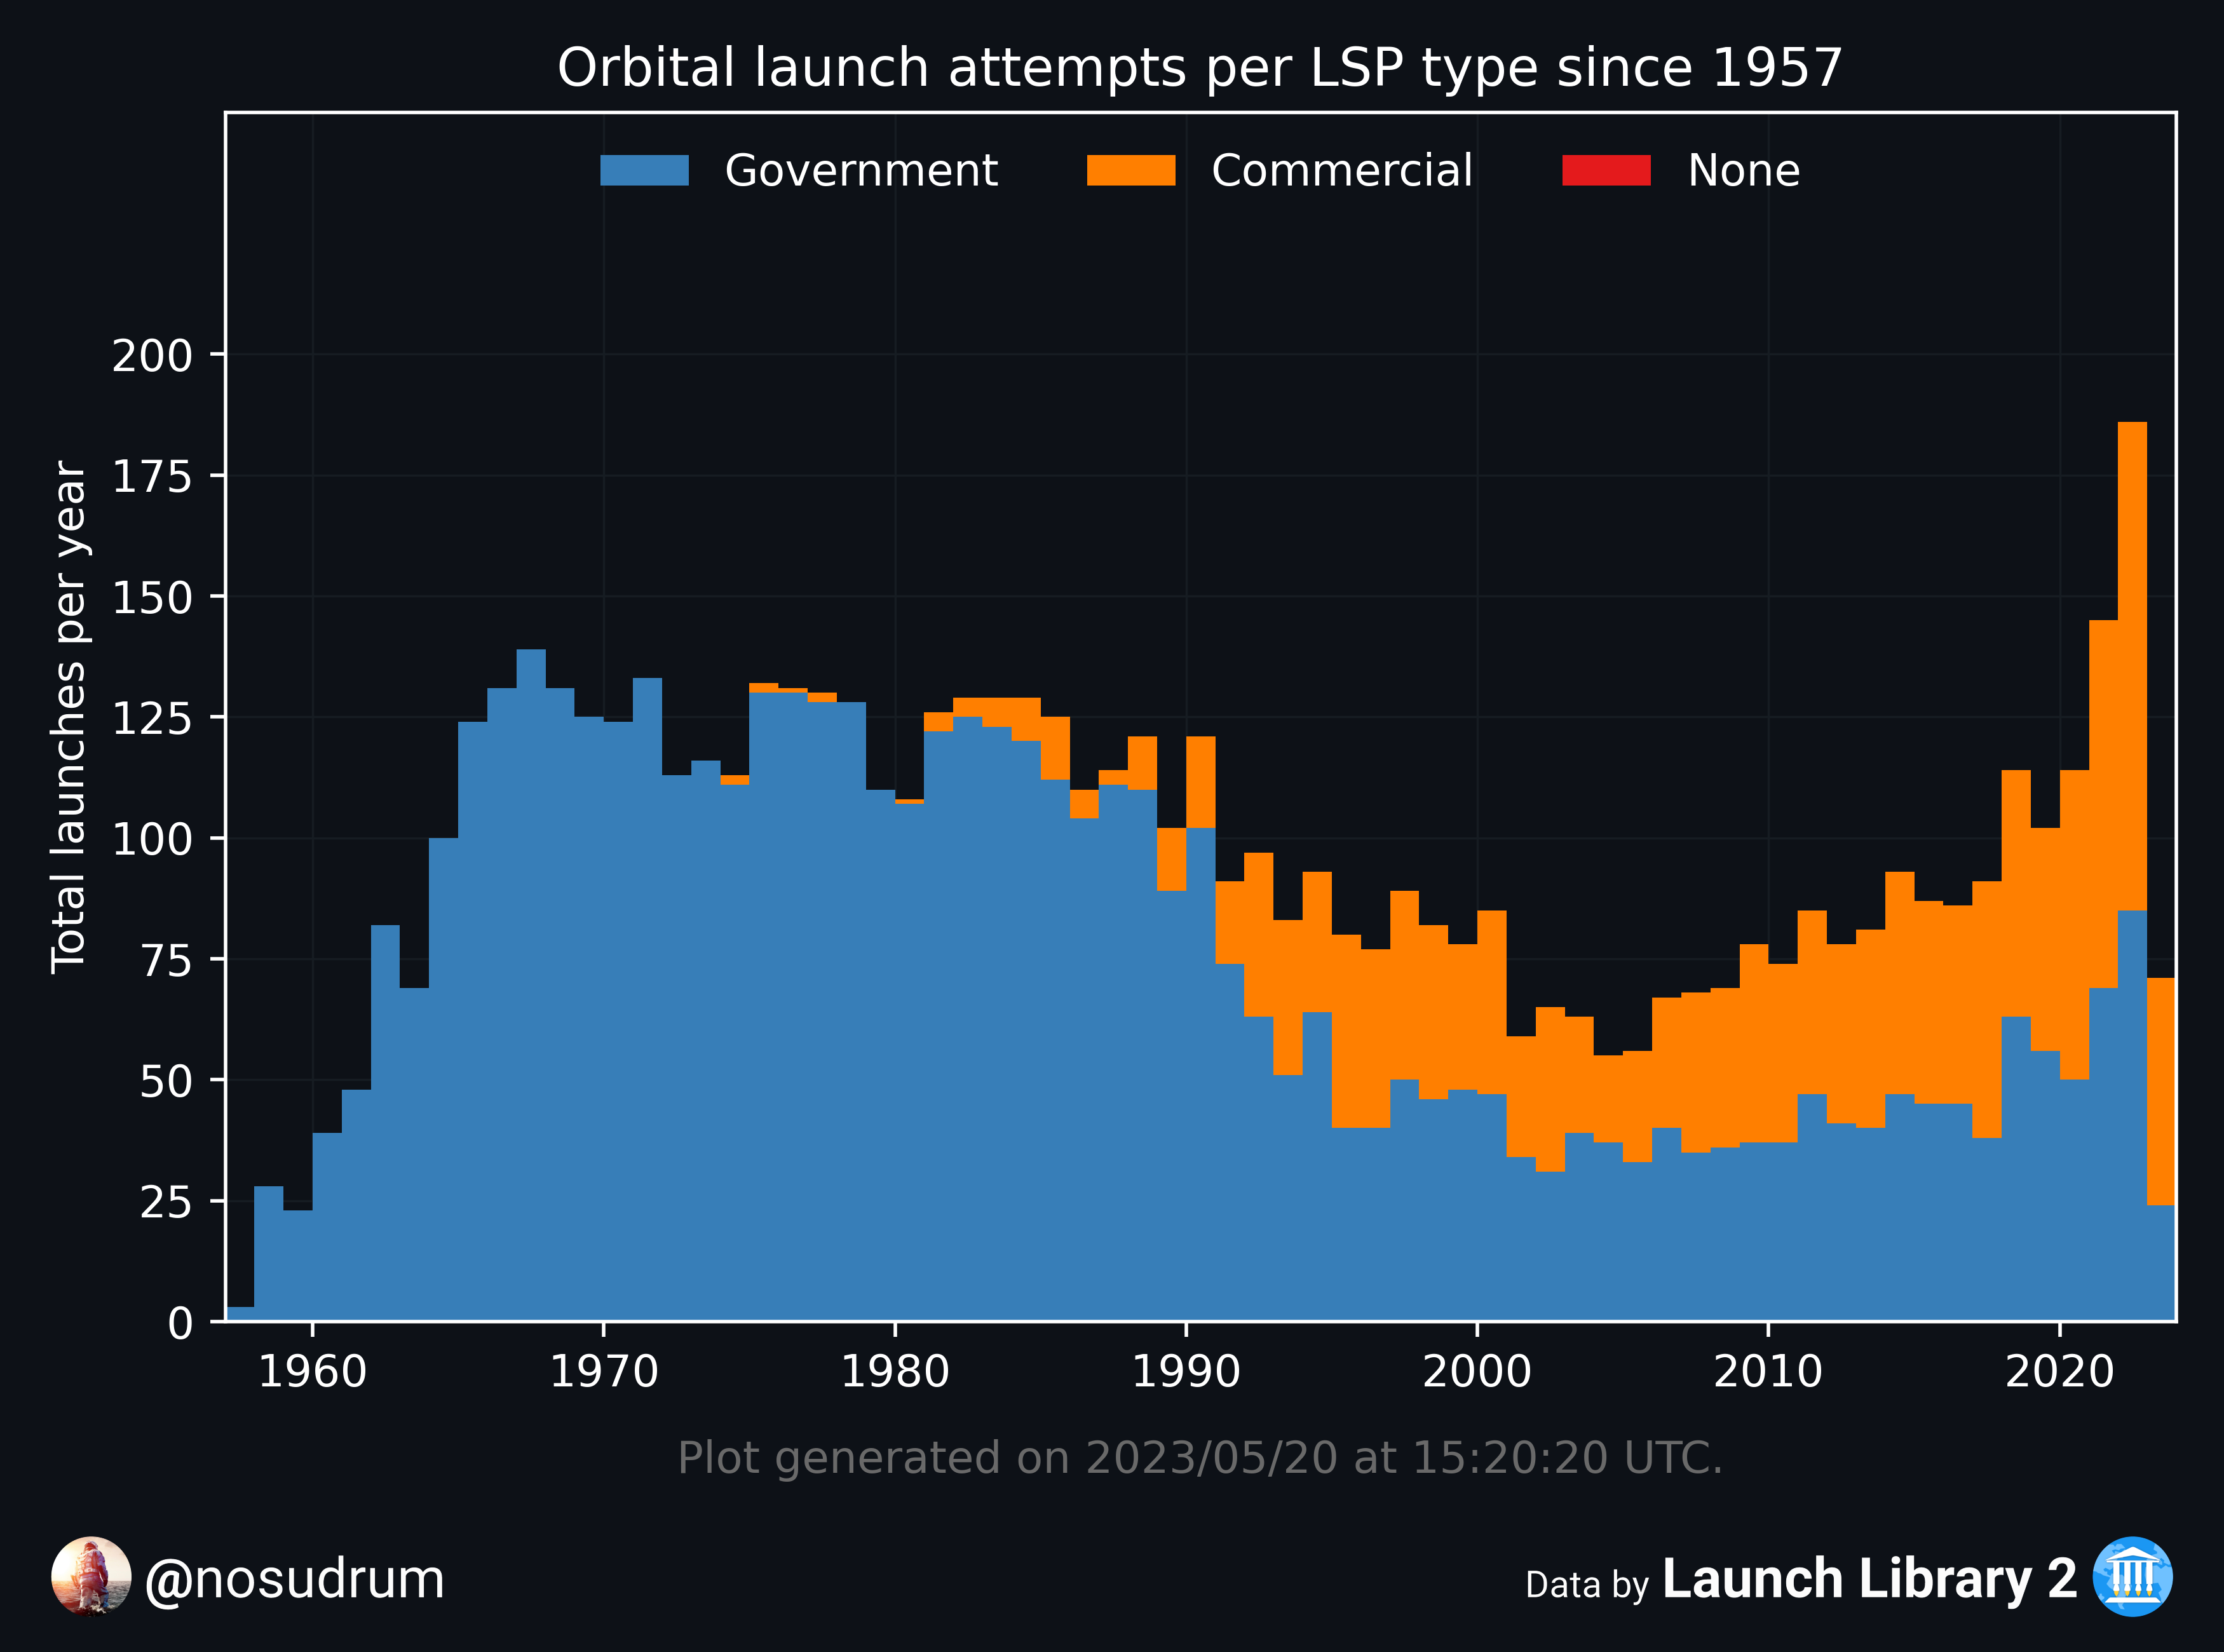 Orbital launch attempts per LSP type since 1957
Government Commercial None
Total launches per year
200
175
150
125
100
75
50
25
0
1960 1970 1980 1990 2000 2010 2020
Plot generated on 2023/05/20 at 15:20:20 UTC.
@nosudrum
Data by Launch Library 2